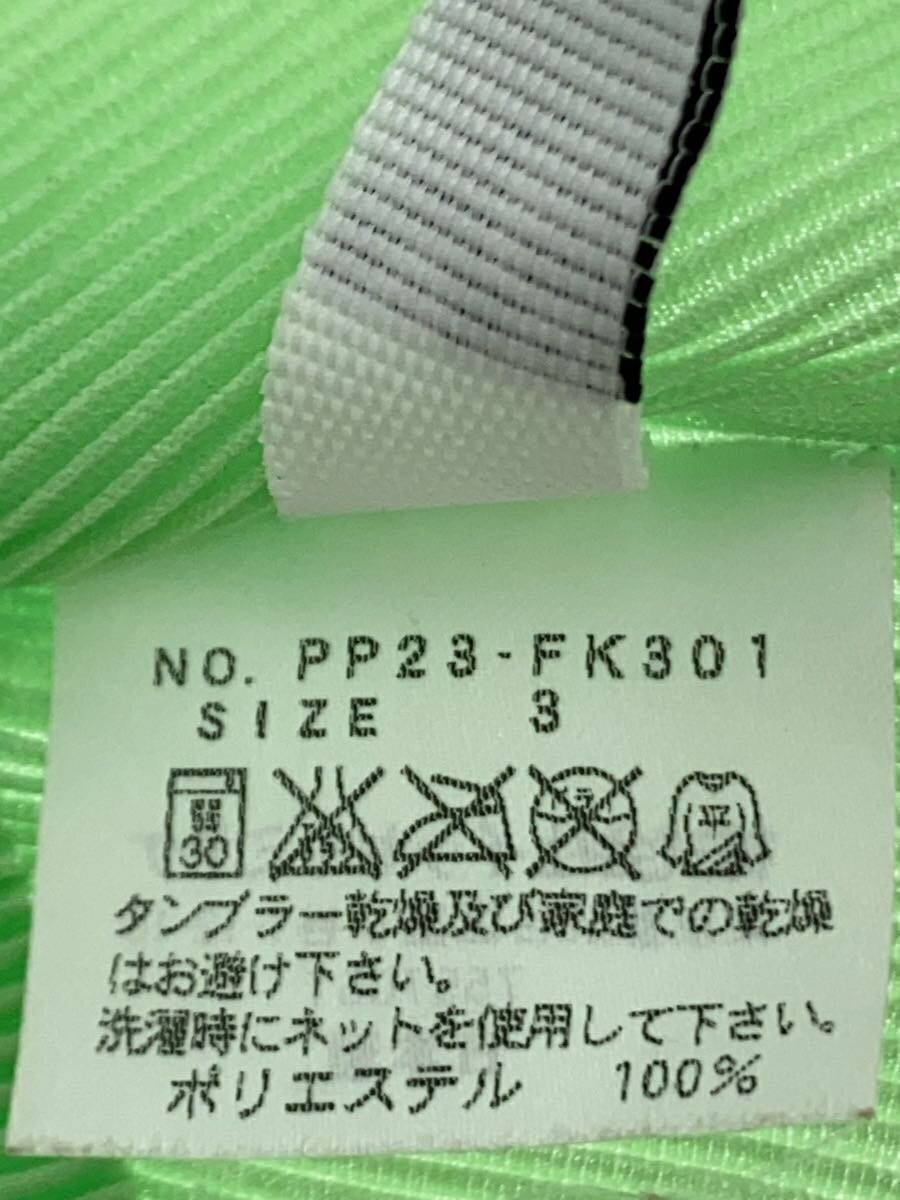 NO. PP23-FK301
SIZE 3
30
平
タンブラー乾燥及び家庭での乾燥
はお避け下さい。
洗濯時にネットを使用して下さい。
ポリエステル 100%